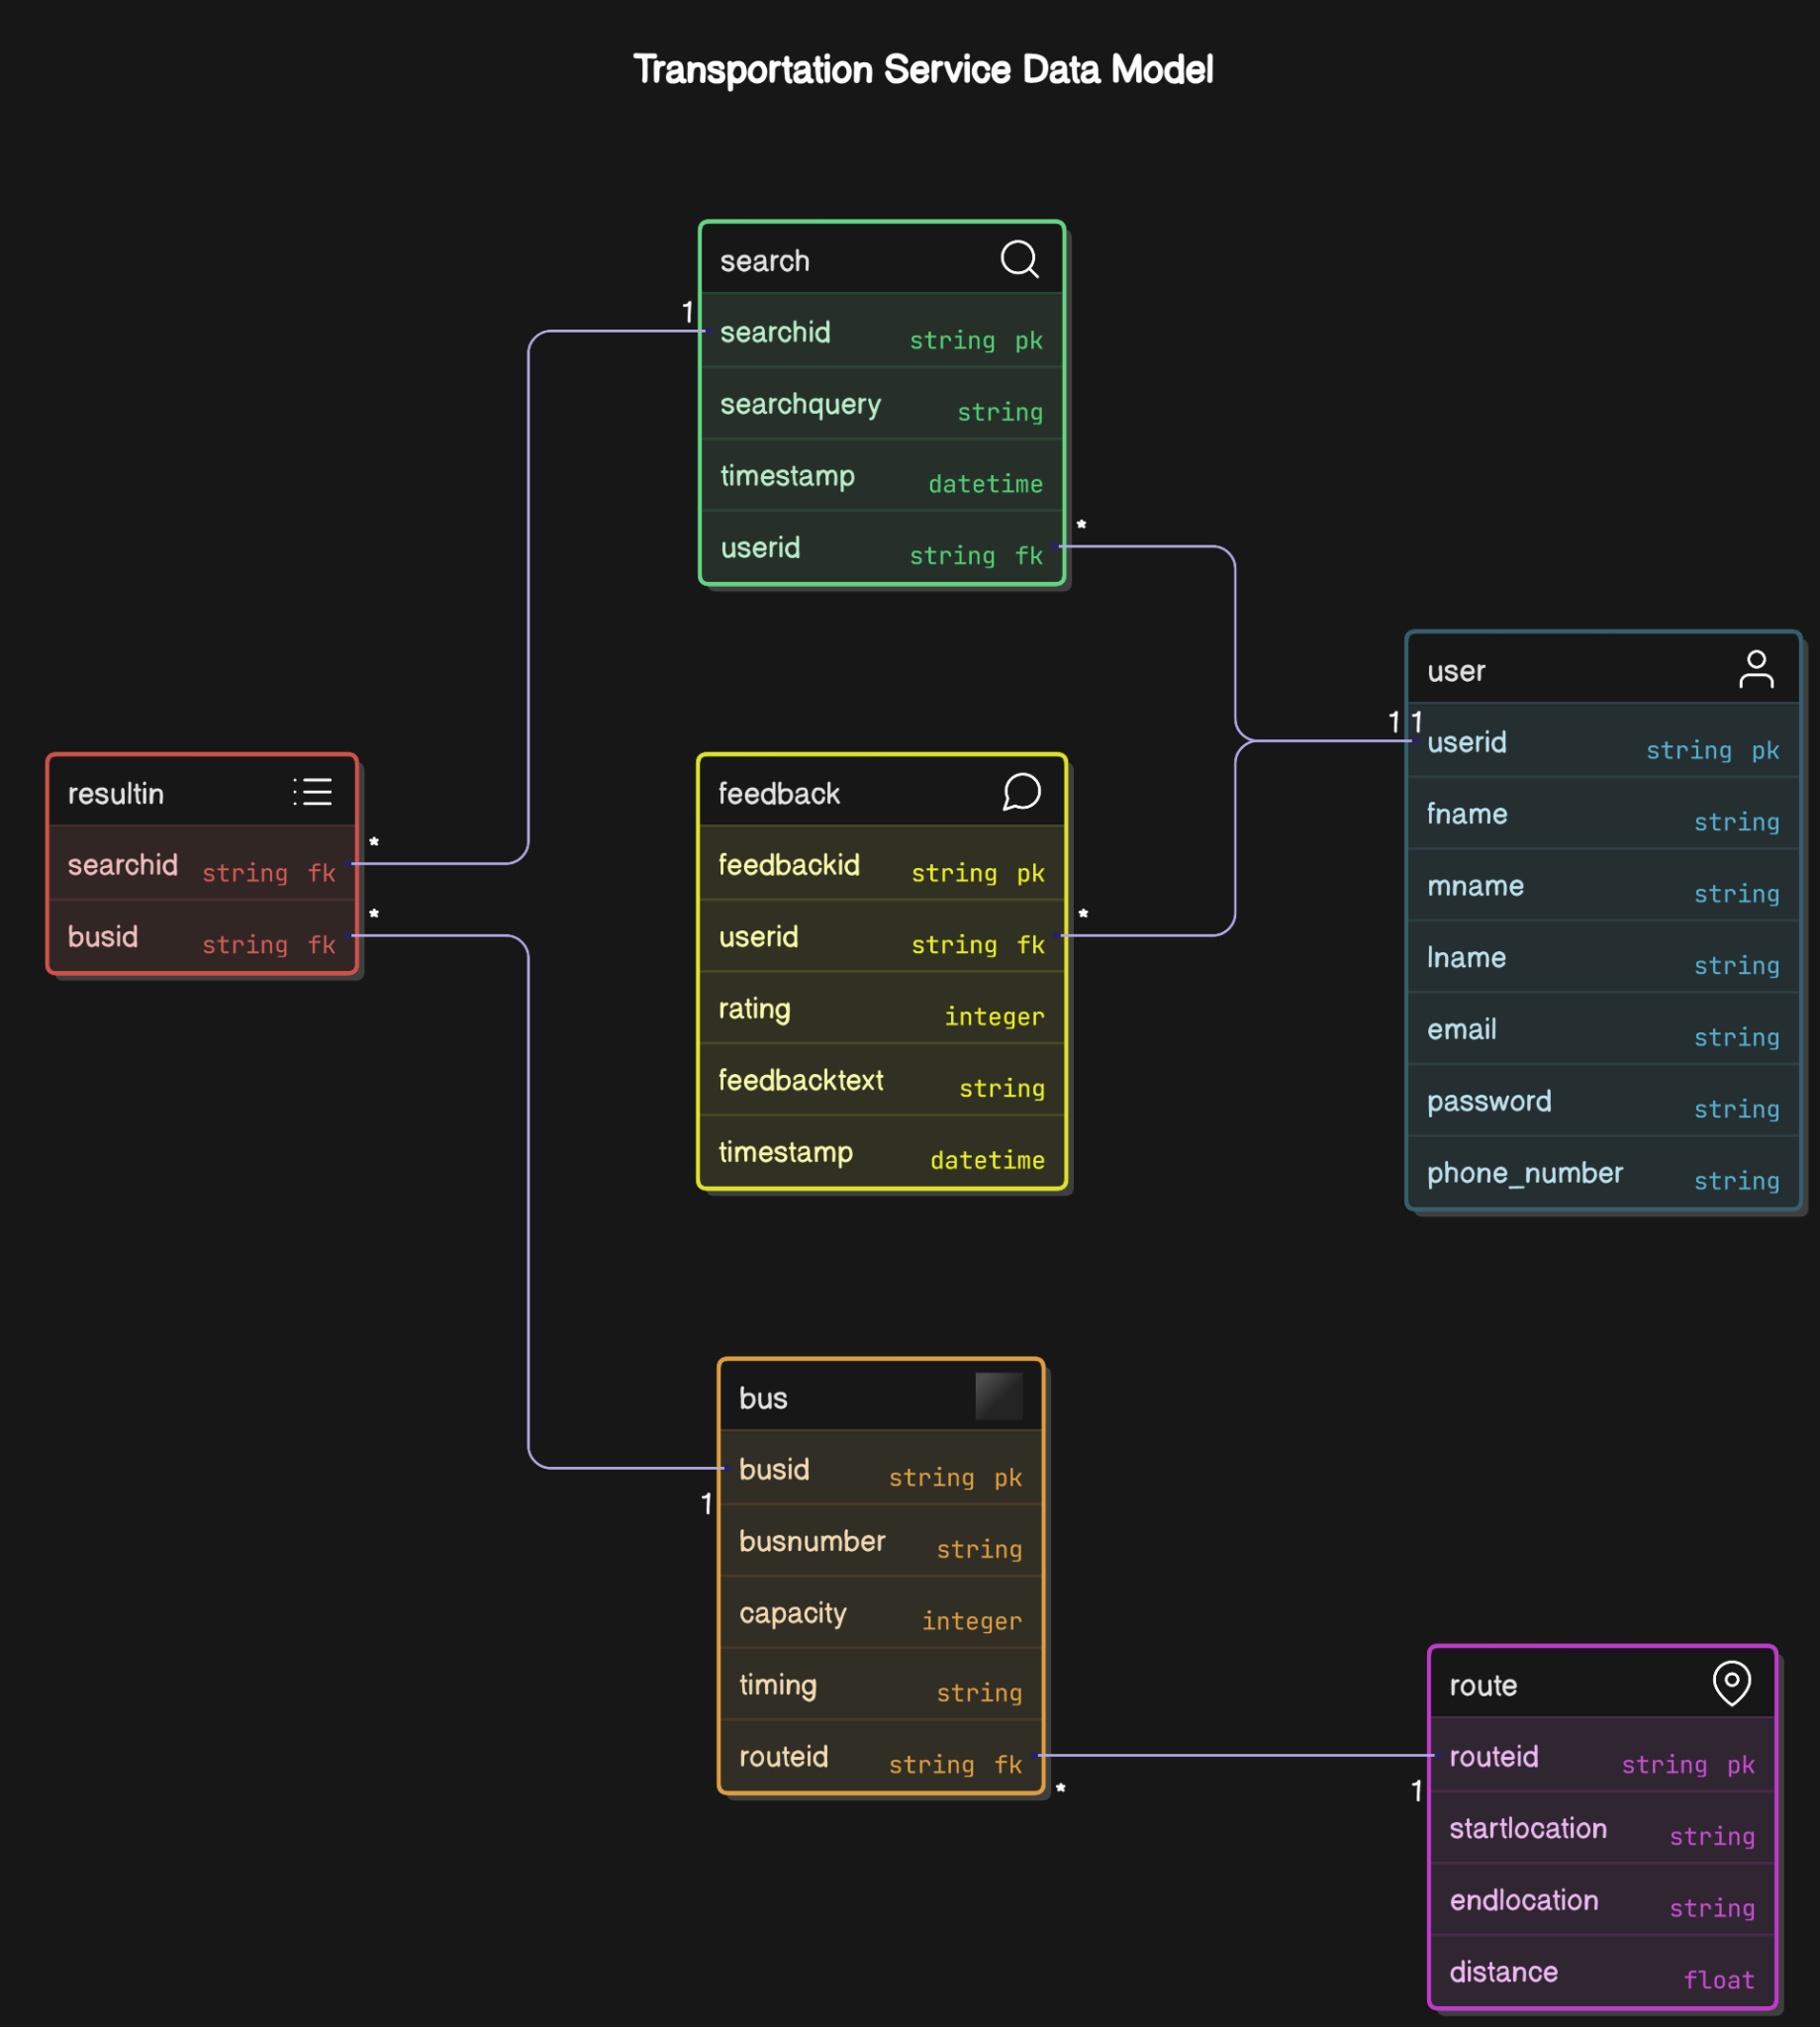 Transportation Service Data Model
search
1
searchid string pk
searchquery string
timestamp datetime
*
userid string fk
user
1 1
userid string pk
fname string
mname string
lname string
email string
password string
phone_number string
resultin
*
searchid string fk
*
busid string fk
feedback
feedbackid string pk
*
userid string fk
rating integer
feedbacktext string
timestamp datetime
bus
busid string pk
1
busnumber string
capacity integer
timing string
routeid string fk
*
route
routeid string pk
1
startlocation string
endlocation string
distance float